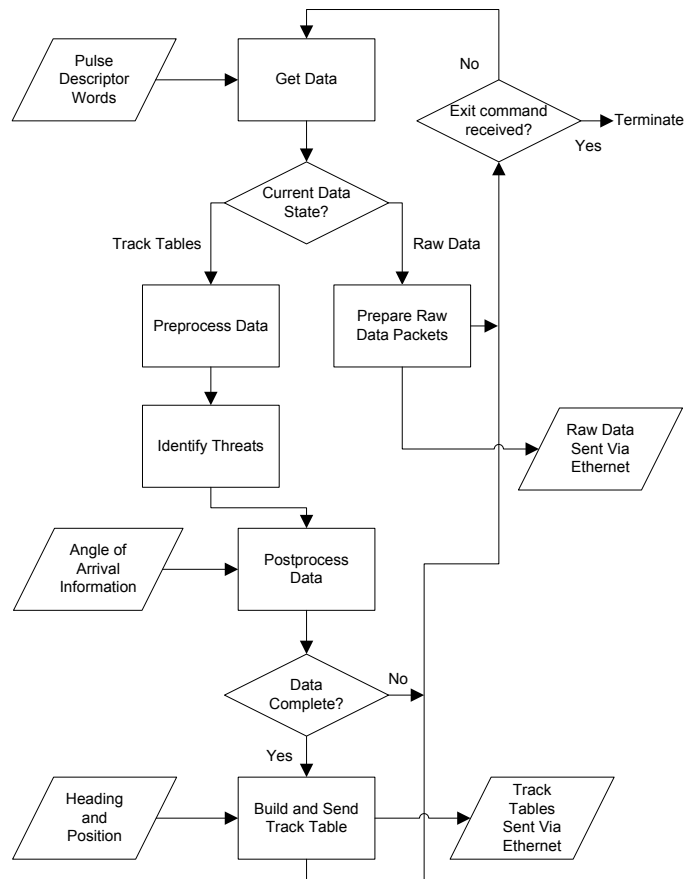 Pulse
Descriptor
Words
Get Data
No
Exit command
received?
Terminate
Yes
Current Data
State?
Track Tables
Raw Data
Preprocess Data
Prepare Raw
Data Packets
Identify Threats
Raw Data
Sent Via
Ethernet
Angle of
Arrival
Information
Postprocess
Data
Data
Complete?
No
Yes
Heading
and
Position
Build and Send
Track Table
Track
Tables
Sent Via
Ethernet